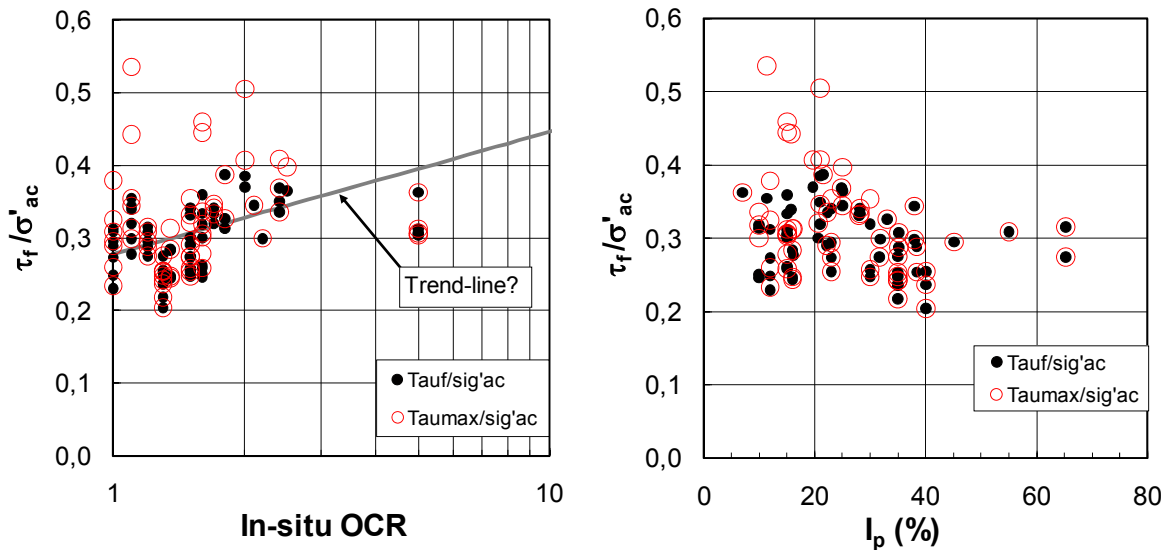 0,6
0,5
0,4
0,3
0,2
0,1
0,0
τf /σ'ac
1
10
In-situ OCR
Trend-line?
Tauf/sig'ac
Taumax/sig'ac
0,6
0,5
0,4
0,3
0,2
0,1
0,0
τf /σ'ac
0
20
40
60
80
Ip (%)
Tauf/sig'ac
Taumax/sig'ac